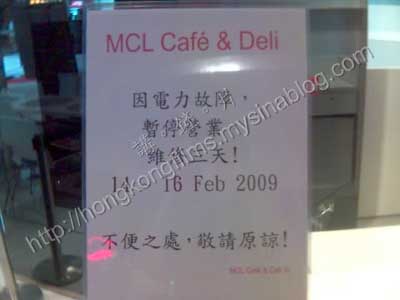 MCL Café & Deli
因電力故障，
暫停營業
維修三天!
14 - 16 Feb 2009
不便之處，敬請原諒!
MCL Café & Deli
http://hongkongfilms.mysinablog.com